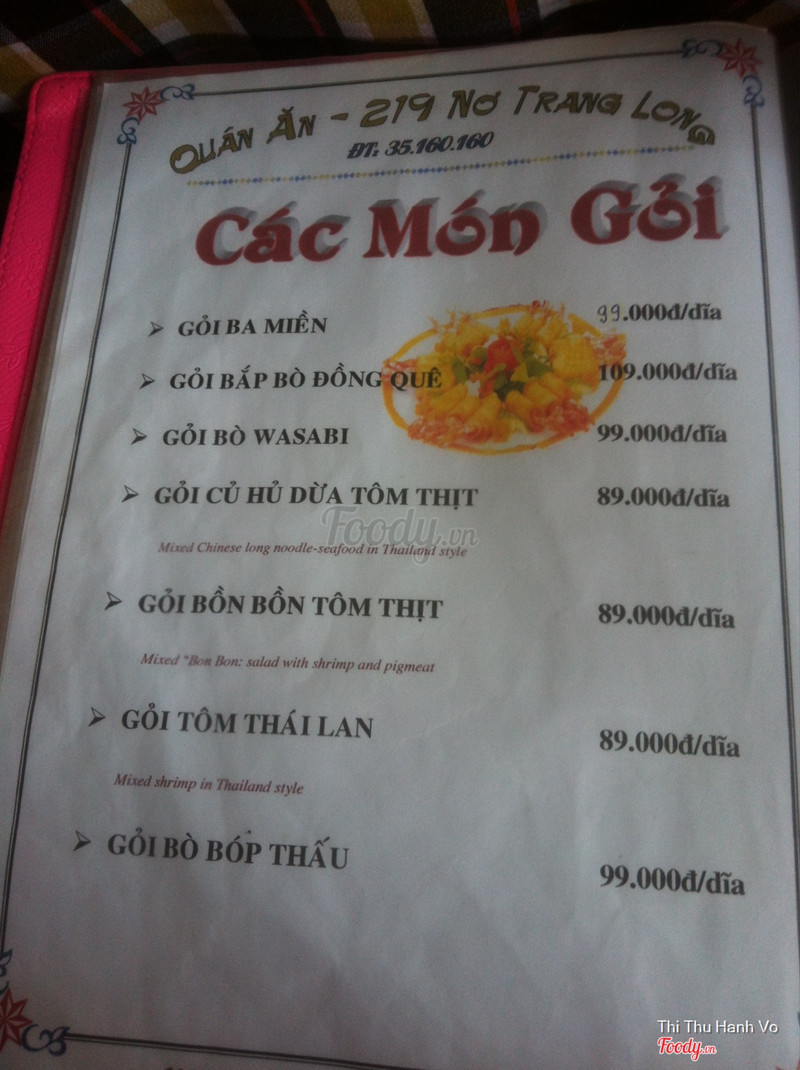 QUÁN ĂN - 219 NƠ TRANG LONG
ĐT: 35.160.160
Các Món Gỏi
➢ GỎI BA MIỀN 99.000đ/dĩa
➢ GỎI BẮP BÒ ĐỒNG QUÊ 109.000đ/dĩa
➢ GỎI BÒ WASABI 99.000đ/dĩa
➢ GỎI CỦ HỦ DỪA TÔM THỊT 89.000đ/dĩa
Foody.vn
Mixed Chinese long noodle-seafood in Thailand style
➢ GỎI BỒN BỒN TÔM THỊT 89.000đ/dĩa
Mixed "Bon Bon: salad with shrimp and pigmeat
➢ GỎI TÔM THÁI LAN 89.000đ/dĩa
Mixed shrimp in Thailand style
➢ GỎI BÒ BÓP THẤU 99.000đ/dĩa
Thi Thu Hanh Vo
Foody.vn